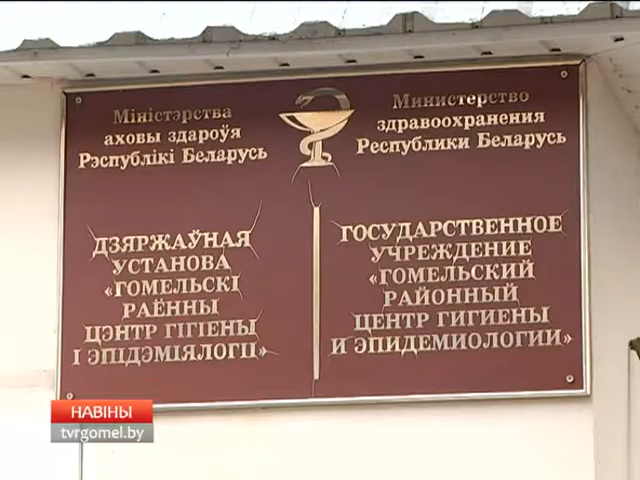 Міністэрства
аховы здароўя
Рэспублікі Беларусь
ДЗЯРЖАЎНАЯ
УСТАНОВА
«ГОМЕЛЬСКІ
РАЁННЫ
ЦЭНТР ГІГІЕНЫ
І ЭПІДЭМІЯЛОГІІ»
Министерство
здравоохранения
Республики Беларусь
ГОСУДАРСТВЕННОЕ
УЧРЕЖДЕНИЕ
«ГОМЕЛЬСКИЙ
РАЙОННЫЙ
ЦЕНТР ГИГИЕНЫ
И ЭПИДЕМИОЛОГИИ»
НАВІНЫ
tvrgomel.by